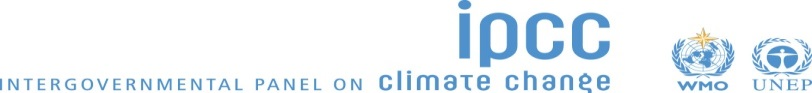 ipcc
INTERGOVERNMENTAL PANEL ON climate change
WMO UNEP